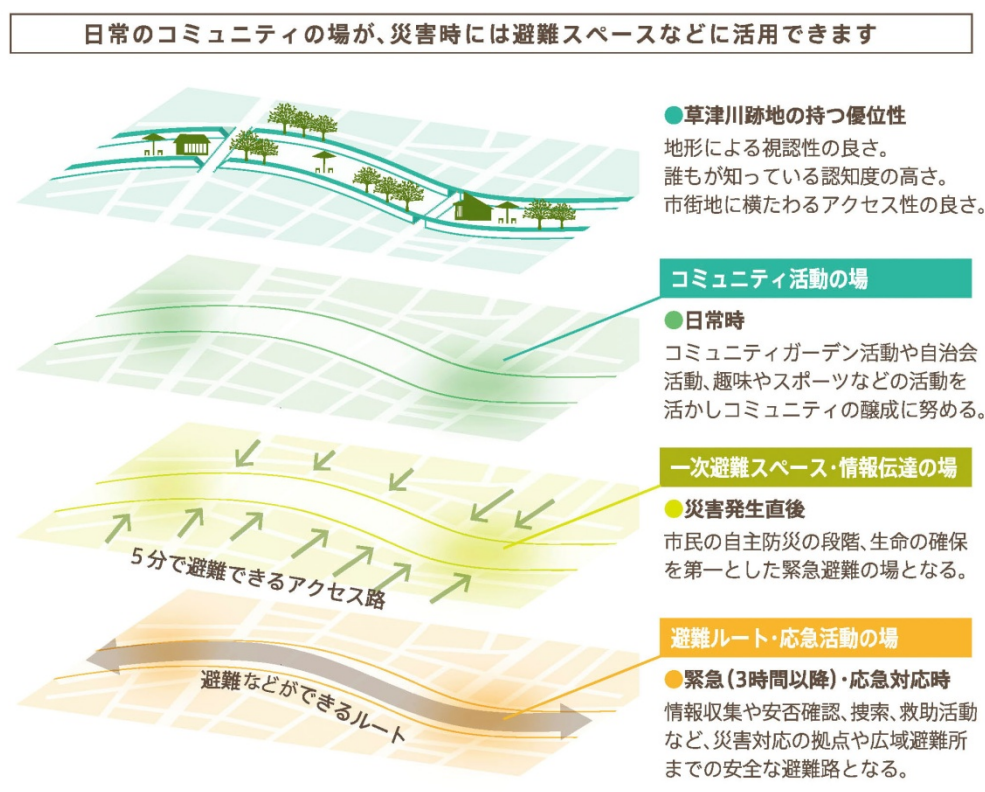 日常のコミュニティの場が、災害時には避難スペースなどに活用できます
●草津川跡地の持つ優位性
地形による視認性の良さ。
誰もが知っている認知度の高さ。
市街地に横たわるアクセス性の良さ。
コミュニティ活動の場
●日常時
コミュニティガーデン活動や自治会
活動、趣味やスポーツなどの活動を
活かしコミュニティの醸成に努める。
一次避難スペース・情報伝達の場
●災害発生直後
市民の自主防災の段階、生命の確保
を第一とした緊急避難の場となる。
5分で避難できるアクセス路
避難ルート・応急活動の場
●緊急(3時間以降)・応急対応時
情報収集や安否確認、捜索、救助活動
など、災害対応の拠点や広域避難所
までの安全な避難路となる。
避難などができるルート